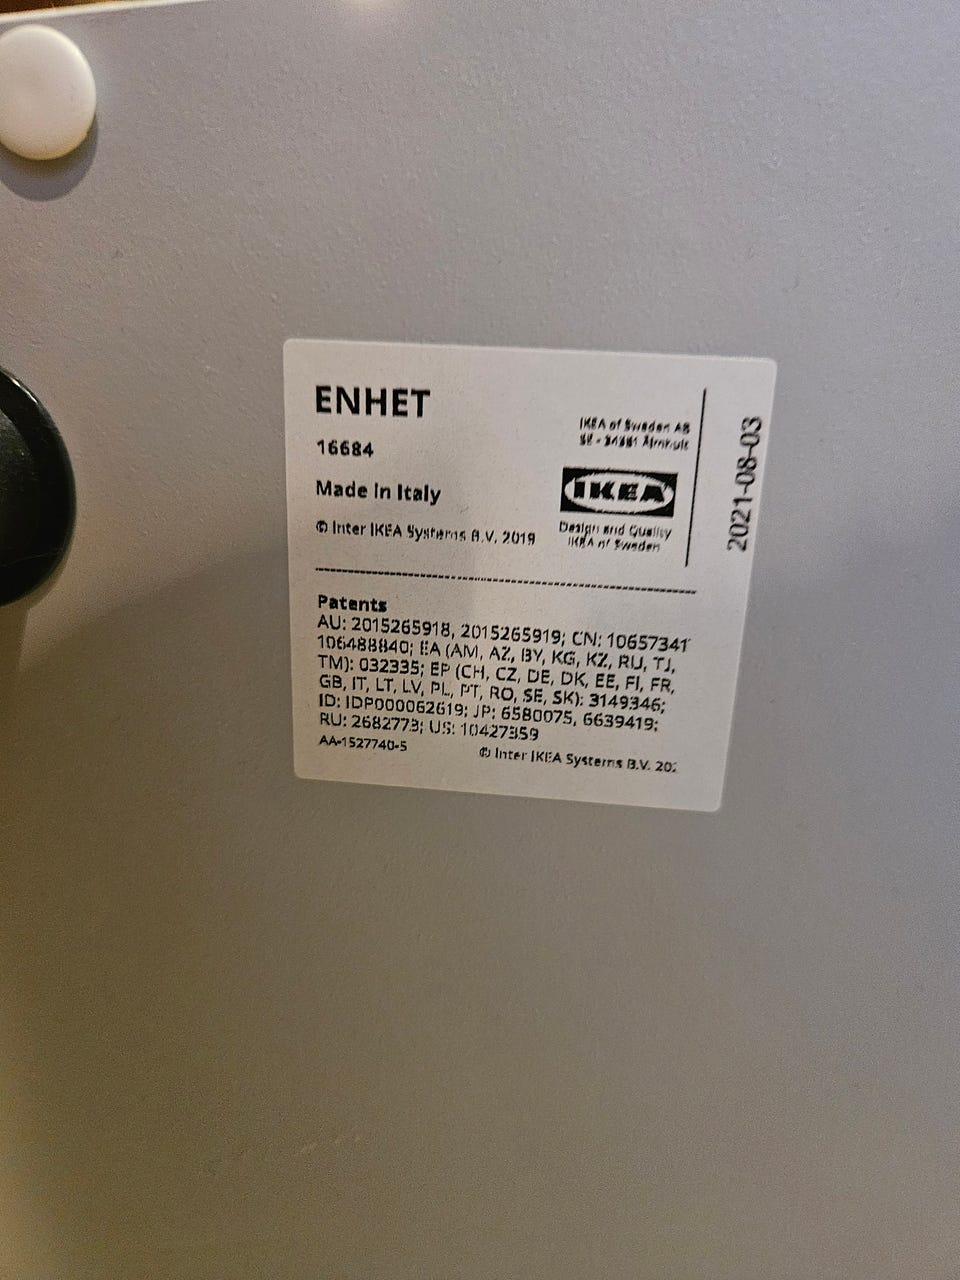 ENHET
16684
Made in Italy
© Inter IKEA Systems B.V. 2019
IKEA of Sweden AB
SE - 34381 Älmhult
IKEA
Design and Quality
IKEA of Sweden
2021-08-03
Patents
AU: 2015265918, 2015265919; CN: 10657341
106488840; EA (AM, AZ, BY, KG, KZ, RU, TJ,
TM): 032335; EP (CH, CZ, DE, DK, EE, FI, FR,
GB, IT, LT, LV, PL, PT, RO, SE, SK): 3149346;
ID: IDP000062619; JP: 6580075, 6639419;
RU: 2682773; US: 10427359
AA-1527740-5
© Inter IKEA Systems B.V.